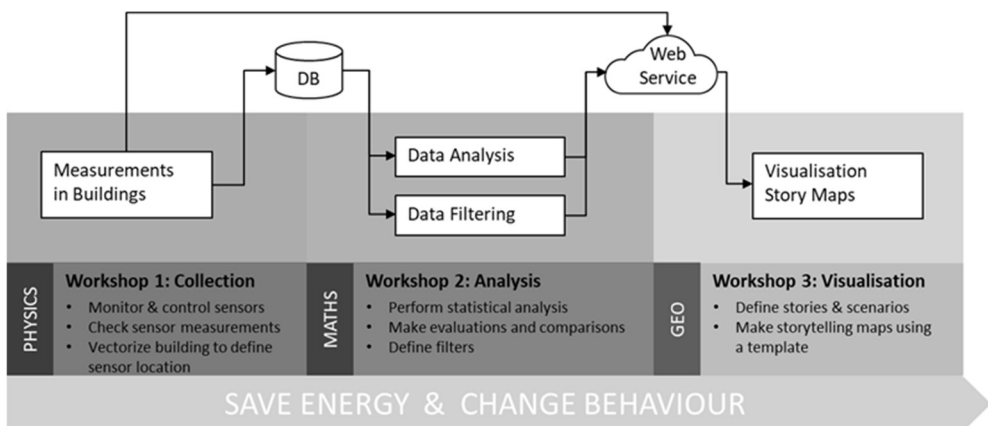 Web
Service
DB
Measurements
in Buildings
Data Analysis
Data Filtering
Visualisation
Story Maps
PHYSICS
Workshop 1: Collection
• Monitor & control sensors
• Check sensor measurements
• Vectorize building to define
sensor location
MATHS
Workshop 2: Analysis
• Perform statistical analysis
• Make evaluations and comparisons
• Define filters
GEO
Workshop 3: Visualisation
• Define stories & scenarios
• Make storytelling maps using
a template
SAVE ENERGY & CHANGE BEHAVIOUR